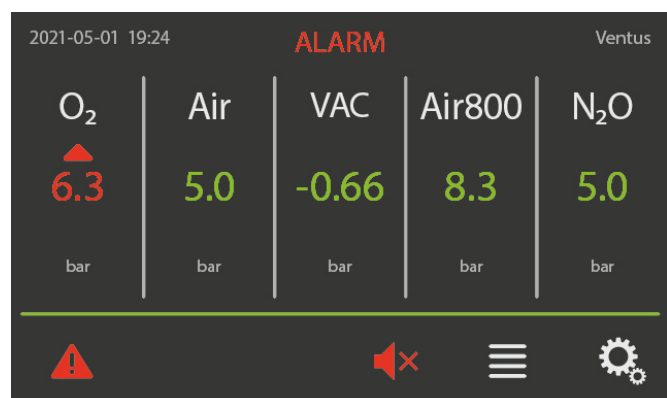 2021-05-01 19:24 ALARM Ventus
O₂ Air VAC Air800 N₂O
6.3 5.0 -0.66 8.3 5.0
bar bar bar bar bar